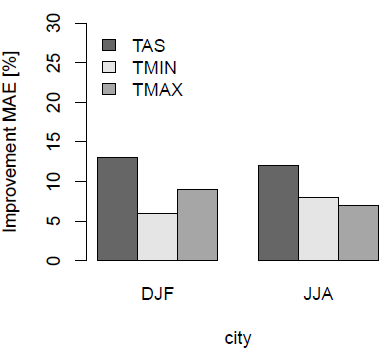 Improvement MAE [%]
30
25
20
15
10
5
0
TAS
TMIN
TMAX
DJF
JJA
city